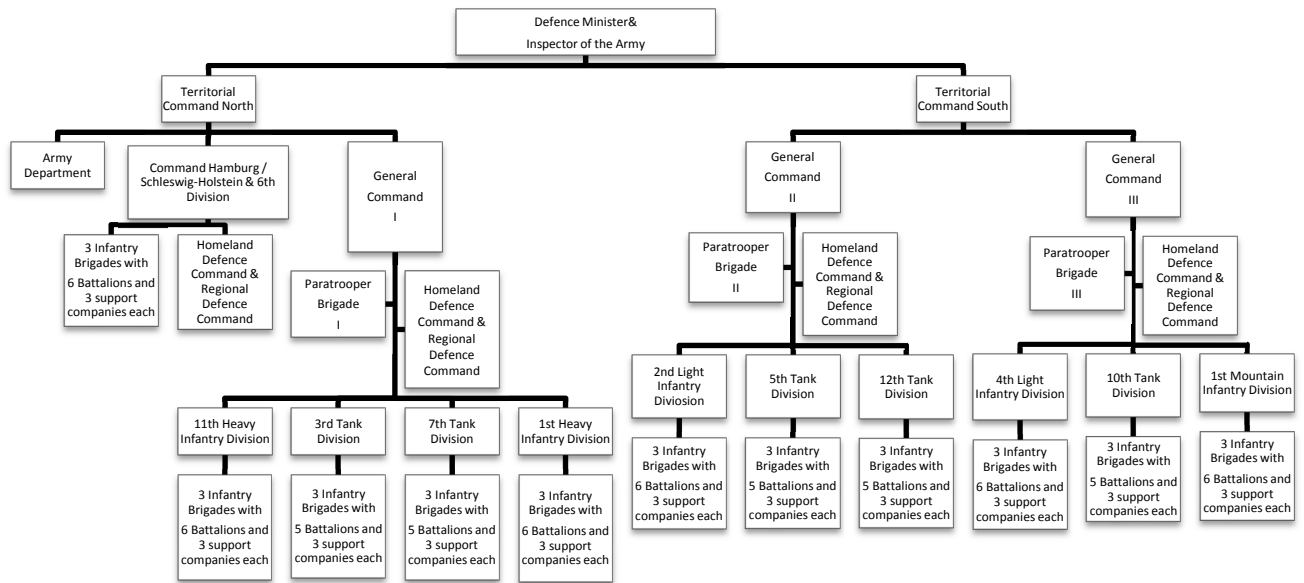 Defence Minister&
Inspector of the Army
Territorial
Command North
Territorial
Command South
Army
Department
Command Hamburg /
Schleswig-Holstein & 6th
Division
General
Command
I
General
Command
II
General
Command
III
3 Infantry
Brigades with
6 Battalions and
3 support
companies each
Homeland
Defence
Command &
Regional
Defence
Command
Paratrooper
Brigade
I
Homeland
Defence
Command &
Regional
Defence
Command
Paratrooper
Brigade
II
Homeland
Defence
Command &
Regional
Defence
Command
Paratrooper
Brigade
III
Homeland
Defence
Command &
Regional
Defence
Command
11th Heavy
Infantry Division
3rd Tank
Division
7th Tank
Division
1st Heavy
Infantry Division
2nd Light
Infantry
Diviosion
5th Tank
Division
12th Tank
Division
4th Light
Infantry Division
10th Tank
Division
1st Mountain
Infantry Division
3 Infantry
Brigades with
6 Battalions and
3 support
companies each
3 Infantry
Brigades with
5 Battalions and
3 support
companies each
3 Infantry
Brigades with
5 Battalions and
3 support
companies each
3 Infantry
Brigades with
6 Battalions and
3 support
companies each
3 Infantry
Brigades with
6 Battalions and
3 support
companies each
3 Infantry
Brigades with
5 Battalions and
3 support
companies each
3 Infantry
Brigades with
5 Battalions and
3 support
companies each
3 Infantry
Brigades with
6 Battalions and
3 support
companies each
3 Infantry
Brigades with
5 Battalions and
3 support
companies each
3 Infantry
Brigades with
6 Battalions and
3 support
companies each